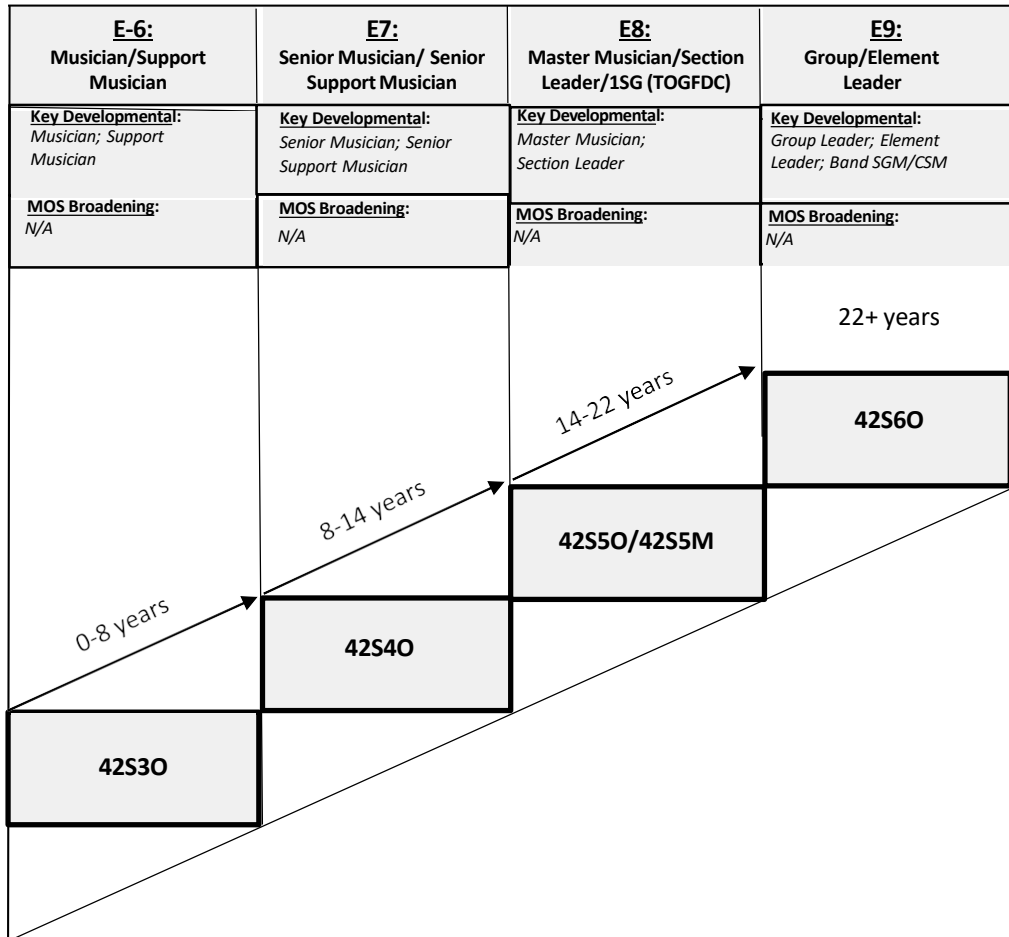 E-6:
Musician/Support
Musician
E7:
Senior Musician/ Senior
Support Musician
E8:
Master Musician/Section
Leader/1SG (TOGFDC)
E9:
Group/Element
Leader
Key Developmental:
Musician; Support
Musician
Key Developmental:
Senior Musician; Senior
Support Musician
Key Developmental:
Master Musician;
Section Leader
Key Developmental:
Group Leader; Element
Leader; Band SGM/CSM
MOS Broadening:
N/A
MOS Broadening:
N/A
MOS Broadening:
N/A
MOS Broadening:
N/A
22+ years
14-22 years
42S6O
8-14 years
42S5O/42S5M
0-8 years
42S4O
42S3O